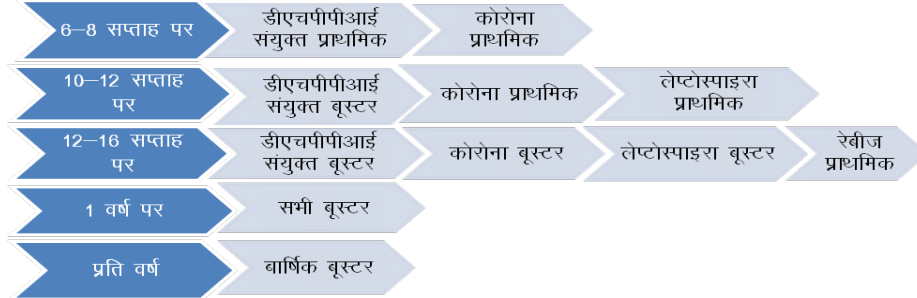 6–8 सप्ताह पर
डीएचपीपीआई
संयुक्त प्राथमिक
कोरोना
प्राथमिक
10–12 सप्ताह
पर
डीएचपीपीआई
संयुक्त बूस्टर
कोरोना प्राथमिक
लेप्टोस्पाइरा
प्राथमिक
12–16 सप्ताह
पर
डीएचपीपीआई
संयुक्त बूस्टर
कोरोना बूस्टर
लेप्टोस्पाइरा बूस्टर
रेबीज
प्राथमिक
1 वर्ष पर
सभी बूस्टर
प्रति वर्ष
बार्षिक बूस्टर